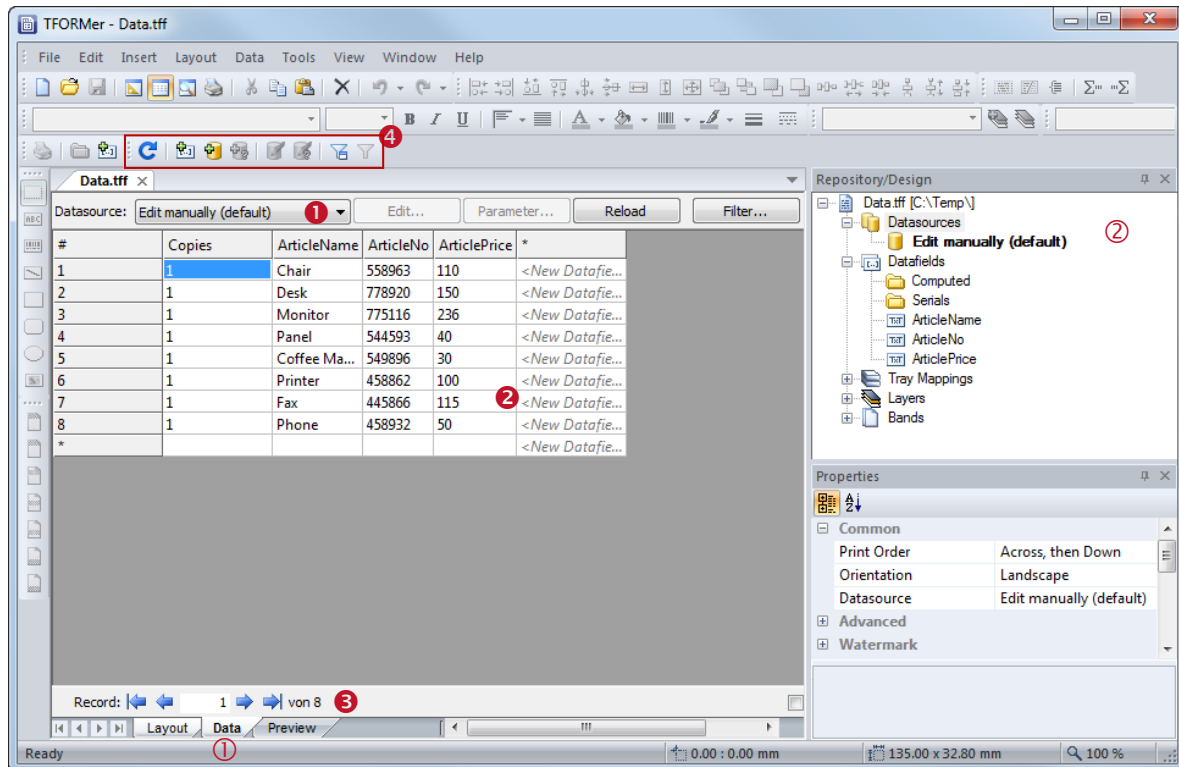 TFORMer - Data.tff
File Edit Insert Layout Data Tools View Window Help
B I U A
4
Data.tff
Datasource: Edit manually (default) 1 Edit... Parameter... Reload Filter...
# Copies ArticleName ArticleNo ArticlePrice *
1 1 Chair 558963 110 <New Datafie...
2 1 Desk 778920 150 <New Datafie...
3 1 Monitor 775116 236 <New Datafie...
4 1 Panel 544593 40 <New Datafie...
5 1 Coffee Ma... 549896 30 <New Datafie...
6 1 Printer 458862 100 <New Datafie...
7 1 Fax 445866 115 2 <New Datafie...
8 1 Phone 458932 50 <New Datafie...
* <New Datafie...
Record: 1 von 8 3
Layout Data Preview
①
Repository/Design
Data.tff [C:\Temp\]
Datasources
Edit manually (default)
②
Datafields
Computed
Serials
TXT ArticleName
TXT ArticleNo
TXT ArticlePrice
Tray Mappings
Layers
Bands
Properties
Common
Print Order Across, then Down
Orientation Landscape
Datasource Edit manually (default)
Advanced
Watermark
Ready 0.00 : 0.00 mm 135.00 x 32.80 mm 100 %